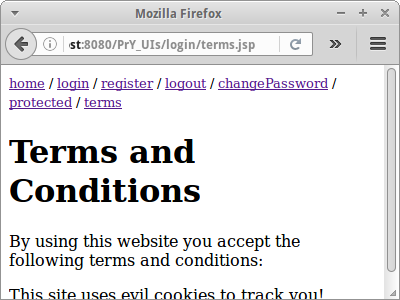 Mozilla Firefox
st:8080/PrY_UIs/login/terms.jsp
home / login / register / logout / changePassword /
protected / terms
Terms and
Conditions
By using this website you accept the
following terms and conditions:
This site uses evil cookies to track you!